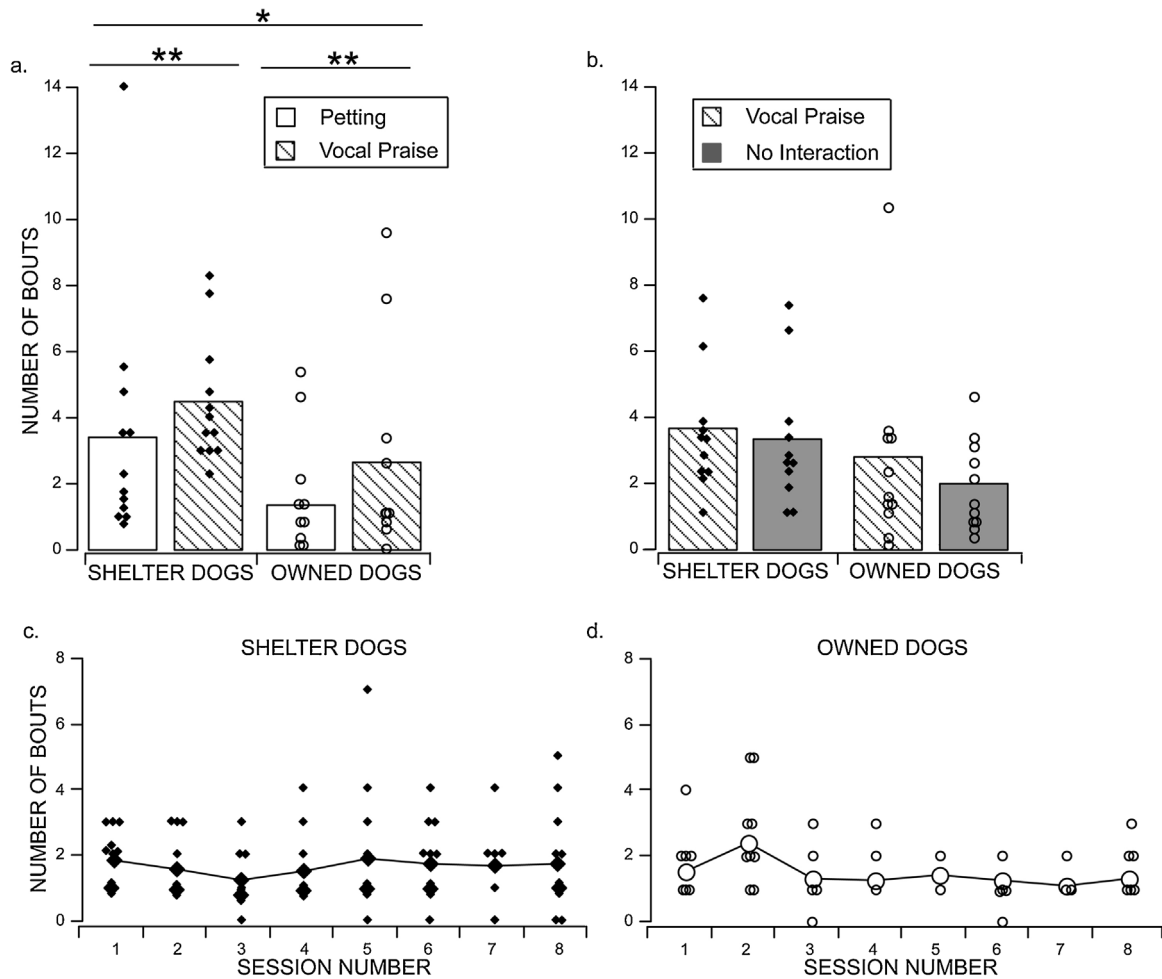 *
**
**
a.
14
12
10
8
6
4
2
0
NUMBER OF BOUTS
Petting
Vocal Praise
SHELTER DOGS
OWNED DOGS
b.
14
12
10
8
6
4
2
0
Vocal Praise
No Interaction
SHELTER DOGS
OWNED DOGS
c.
SHELTER DOGS
8
6
4
2
0
NUMBER OF BOUTS
1 2 3 4 5 6 7 8
SESSION NUMBER
d.
OWNED DOGS
8
6
4
2
0
1 2 3 4 5 6 7 8
SESSION NUMBER